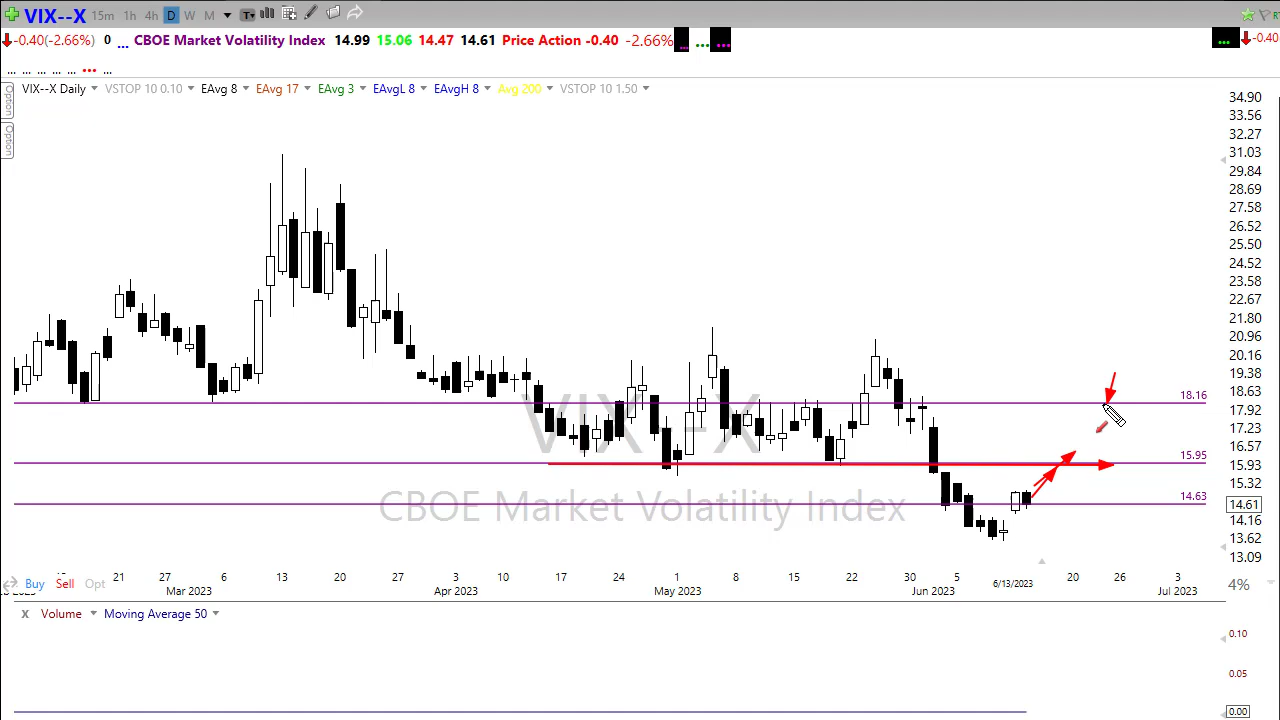 VIX--X 15m 1h 4h D W M T
-0.40(-2.66%) 0 ... CBOE Market Volatility Index 14.99 15.06 14.47 14.61 Price Action -0.40 -2.66% ... ... ... ... -0.40
... ... ... ... ... ... ...
VIX--X Daily VSTOP 10 0.10 EAvg 8 EAvg 17 EAvg 3 EAvgL 8 EAvgH 8 Avg 200 VSTOP 10 1.50
Option
Option
34.90
33.56
32.27
31.03
29.84
28.69
27.58
26.52
25.50
24.52
23.58
22.67
21.80
20.96
20.16
19.38
18.63
17.92
17.23
16.57
15.93
15.32
14.61
14.16
13.62
13.09
18.16
15.95
14.63
VIX--X
CBOE Market Volatility Index
21 27 6 13 20 27 3 10 17 24 1 8 15 22 30 5 6/13/2023 20 26 3
Buy Sell Opt
Mar 2023 April 2023 May 2023 Jun 2023 Jul 2023
4%
X Volume Moving Average 50
0.10
0.05
0.00